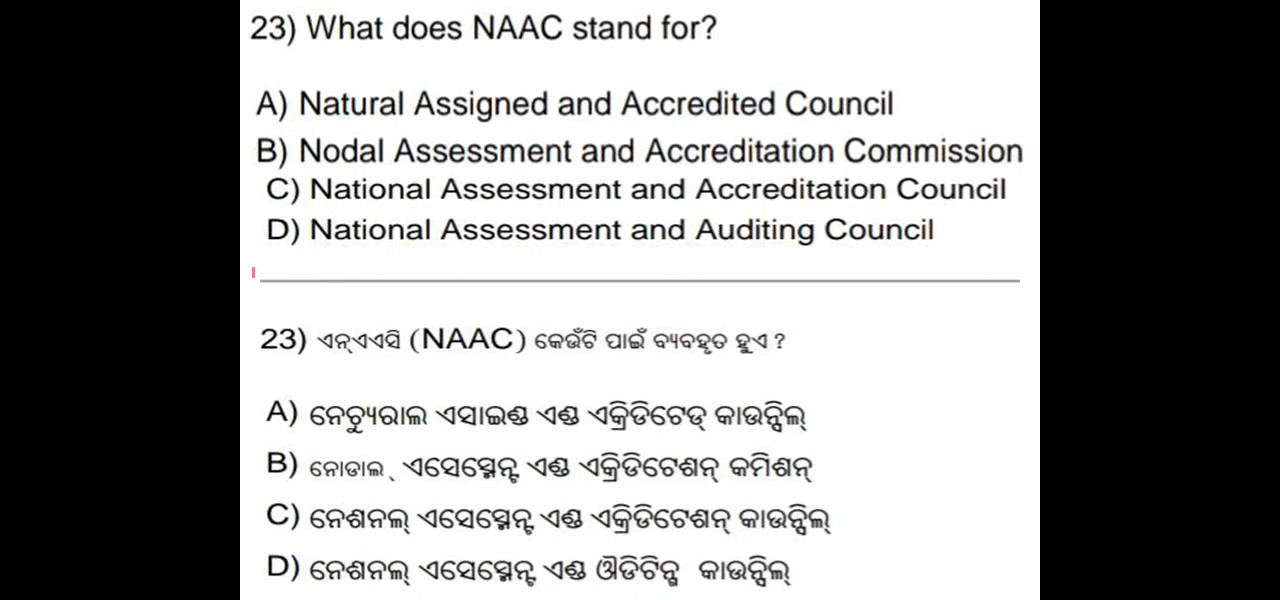 23) What does NAAC stand for?
A) Natural Assigned and Accredited Council
B) Nodal Assessment and Accreditation Commission
C) National Assessment and Accreditation Council
D) National Assessment and Auditing Council
23) ଏନ୍‌ଏଏସି (NAAC) କେଉଁଟି ପାଇଁ ବ୍ୟବହୃତ ହୁଏ ?
A) ନେଚ୍ୟୁରାଲ ଏସାଇଣ୍ଡ ଏଣ୍ଡ ଏକ୍ରିଡିଟେଡ୍ କାଉନ୍ସିଲ୍
B) ନୋଡାଲ୍ ଏସେସ୍ମେନ୍ଟ ଏଣ୍ଡ ଏକ୍ରିଡିଟେଶନ୍ କମିଶନ୍
C) ନେଶନଲ୍ ଏସେସ୍ମେନ୍ଟ ଏଣ୍ଡ ଏକ୍ରିଡିଟେଶନ୍ କାଉନ୍ସିଲ୍
D) ନେଶନଲ୍ ଏସେସ୍ମେନ୍ଟ ଏଣ୍ଡ ଔଡିଟିନ୍ଗ କାଉନ୍ସିଲ୍